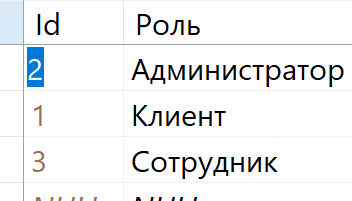 Id Роль
2 Администратор
1 Клиент
3 Сотрудник